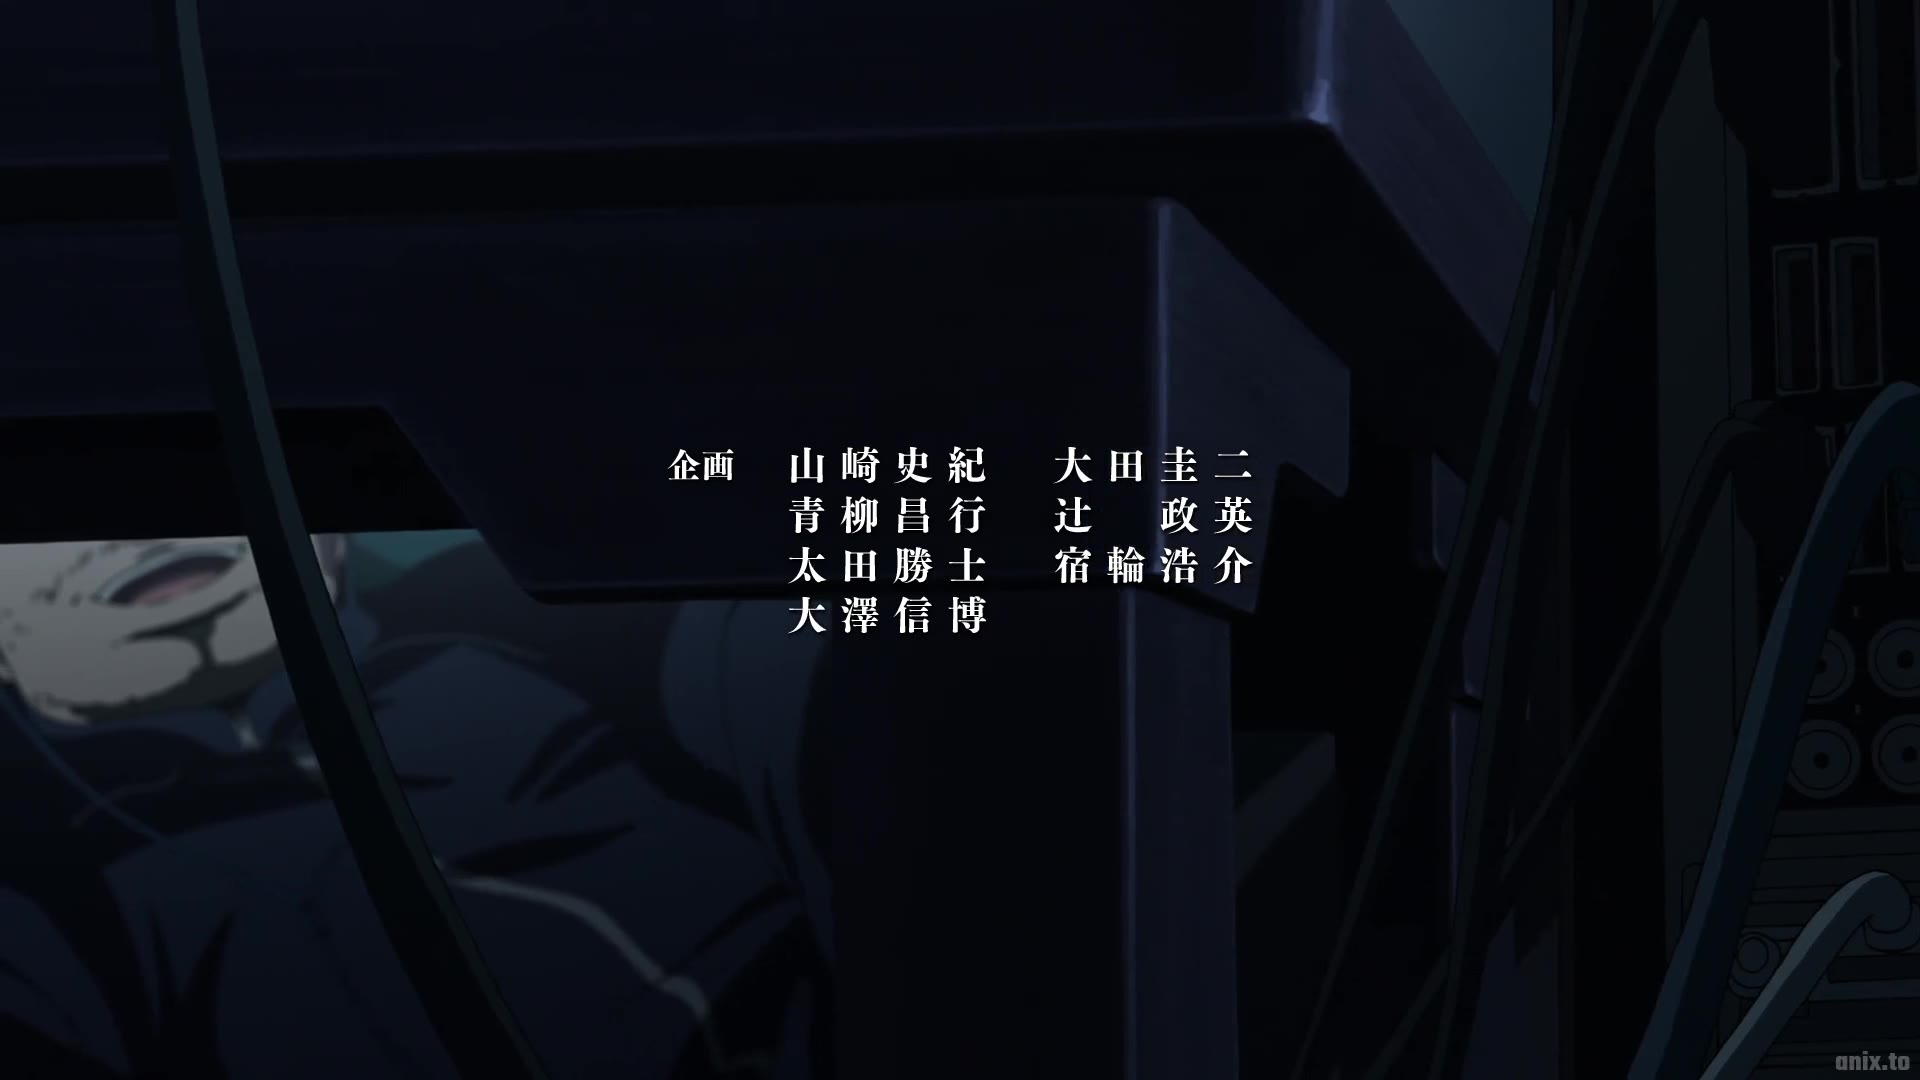 企画 山崎史紀 大田圭二
青柳昌行 辻 政英
太田勝士 宿輪浩介
大澤信博
anix.to